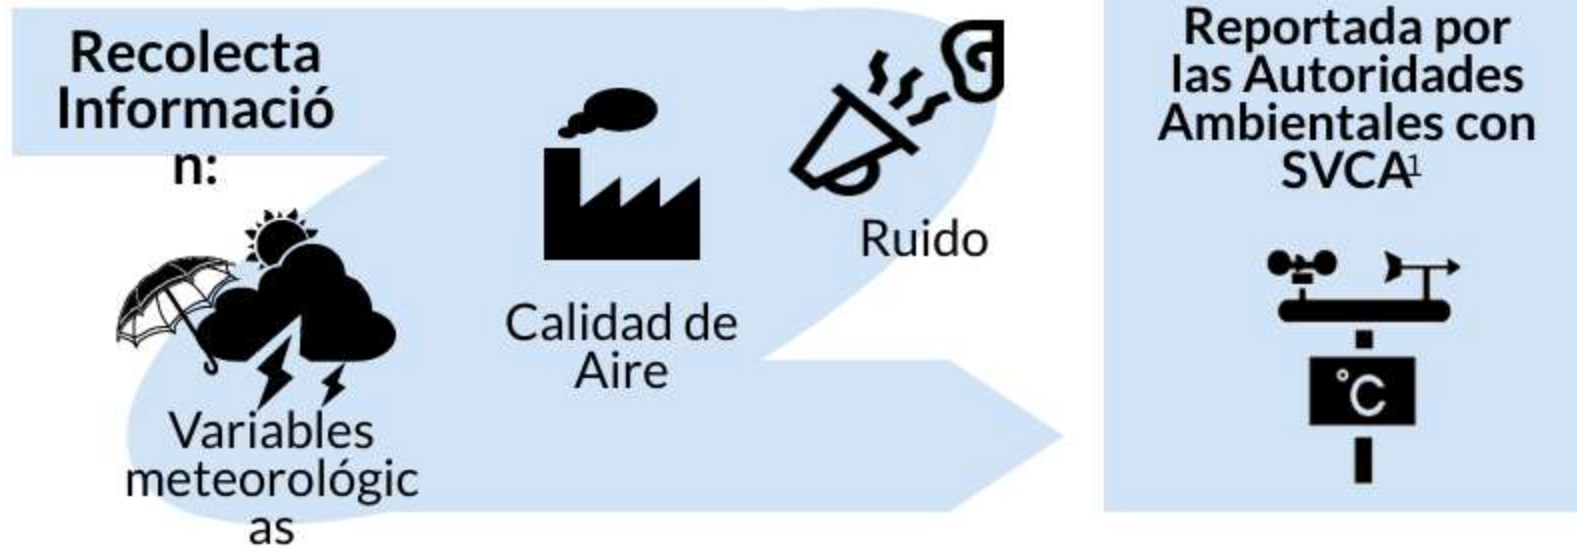 Recolecta
Informació
n:
Variables
meteorológic
as
Calidad de
Aire
Ruido
Reportada por
las Autoridades
Ambientales con
SVCA¹
°C